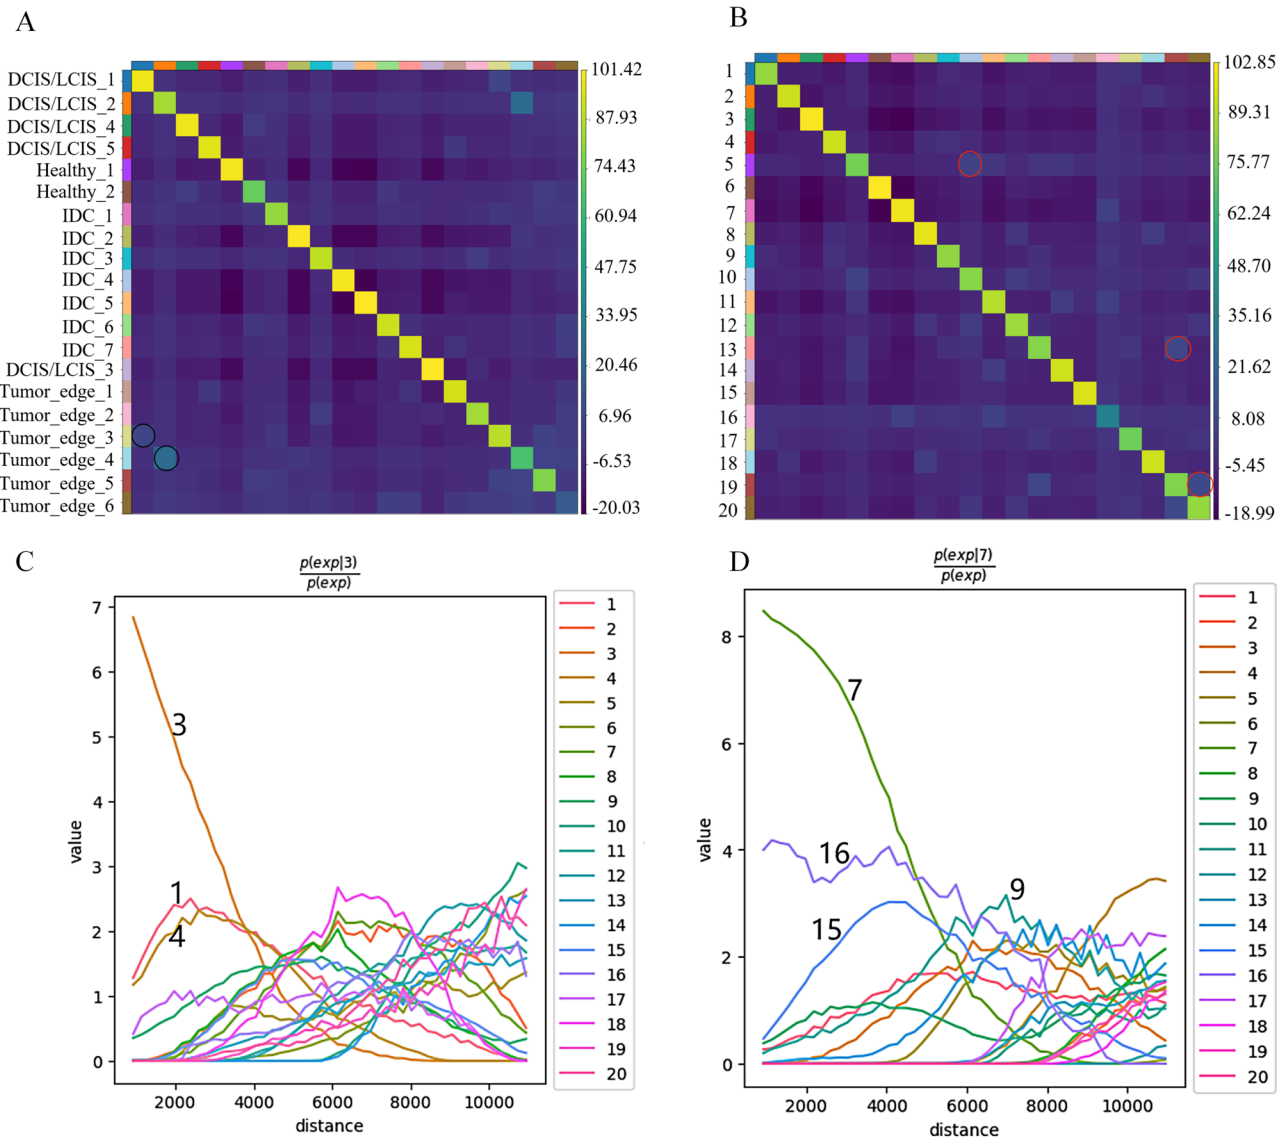 A
DCIS/LCIS_1
DCIS/LCIS_2
DCIS/LCIS_4
DCIS/LCIS_5
Healthy_1
Healthy_2
IDC_1
IDC_2
IDC_3
IDC_4
IDC_5
IDC_6
IDC_7
DCIS/LCIS_3
Tumor_edge_1
Tumor_edge_2
Tumor_edge_3
Tumor_edge_4
Tumor_edge_5
Tumor_edge_6
101.42
87.93
74.43
60.94
47.75
33.95
20.46
6.96
-6.53
-20.03
B
1
2
3
4
5
6
7
8
9
10
11
12
13
14
15
16
17
18
19
20
102.85
89.31
75.77
62.24
48.70
35.16
21.62
8.08
-5.45
-18.99
C
p(exp|3)
p(exp)
7
6
5
4
3
2
1
0
value
3
1
4
2000 4000 6000 8000 10000
distance
1
2
3
4
5
6
7
8
9
10
11
12
13
14
15
16
17
18
19
20
D
p(exp|7)
p(exp)
8
6
4
2
0
value
7
16
15
9
2000 4000 6000 8000 10000
distance
1
2
3
4
5
6
7
8
9
10
11
12
13
14
15
16
17
18
19
20